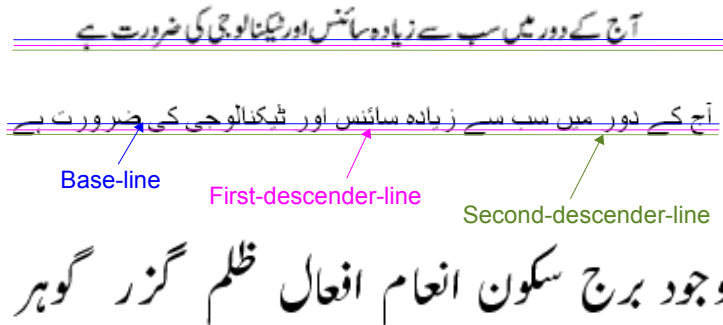 آج کے دور میں سب سے زیادہ سائنس اور ٹیکنالوجی کی ضرورت ہے
آج کے دور میں سب سے زیادہ سائنس اور ٹیکنالوجی کی ضرورت ہے
Base-line
First-descender-line
Second-descender-line
وجود برج سکون انعام افعال ظلم گزر گوہر